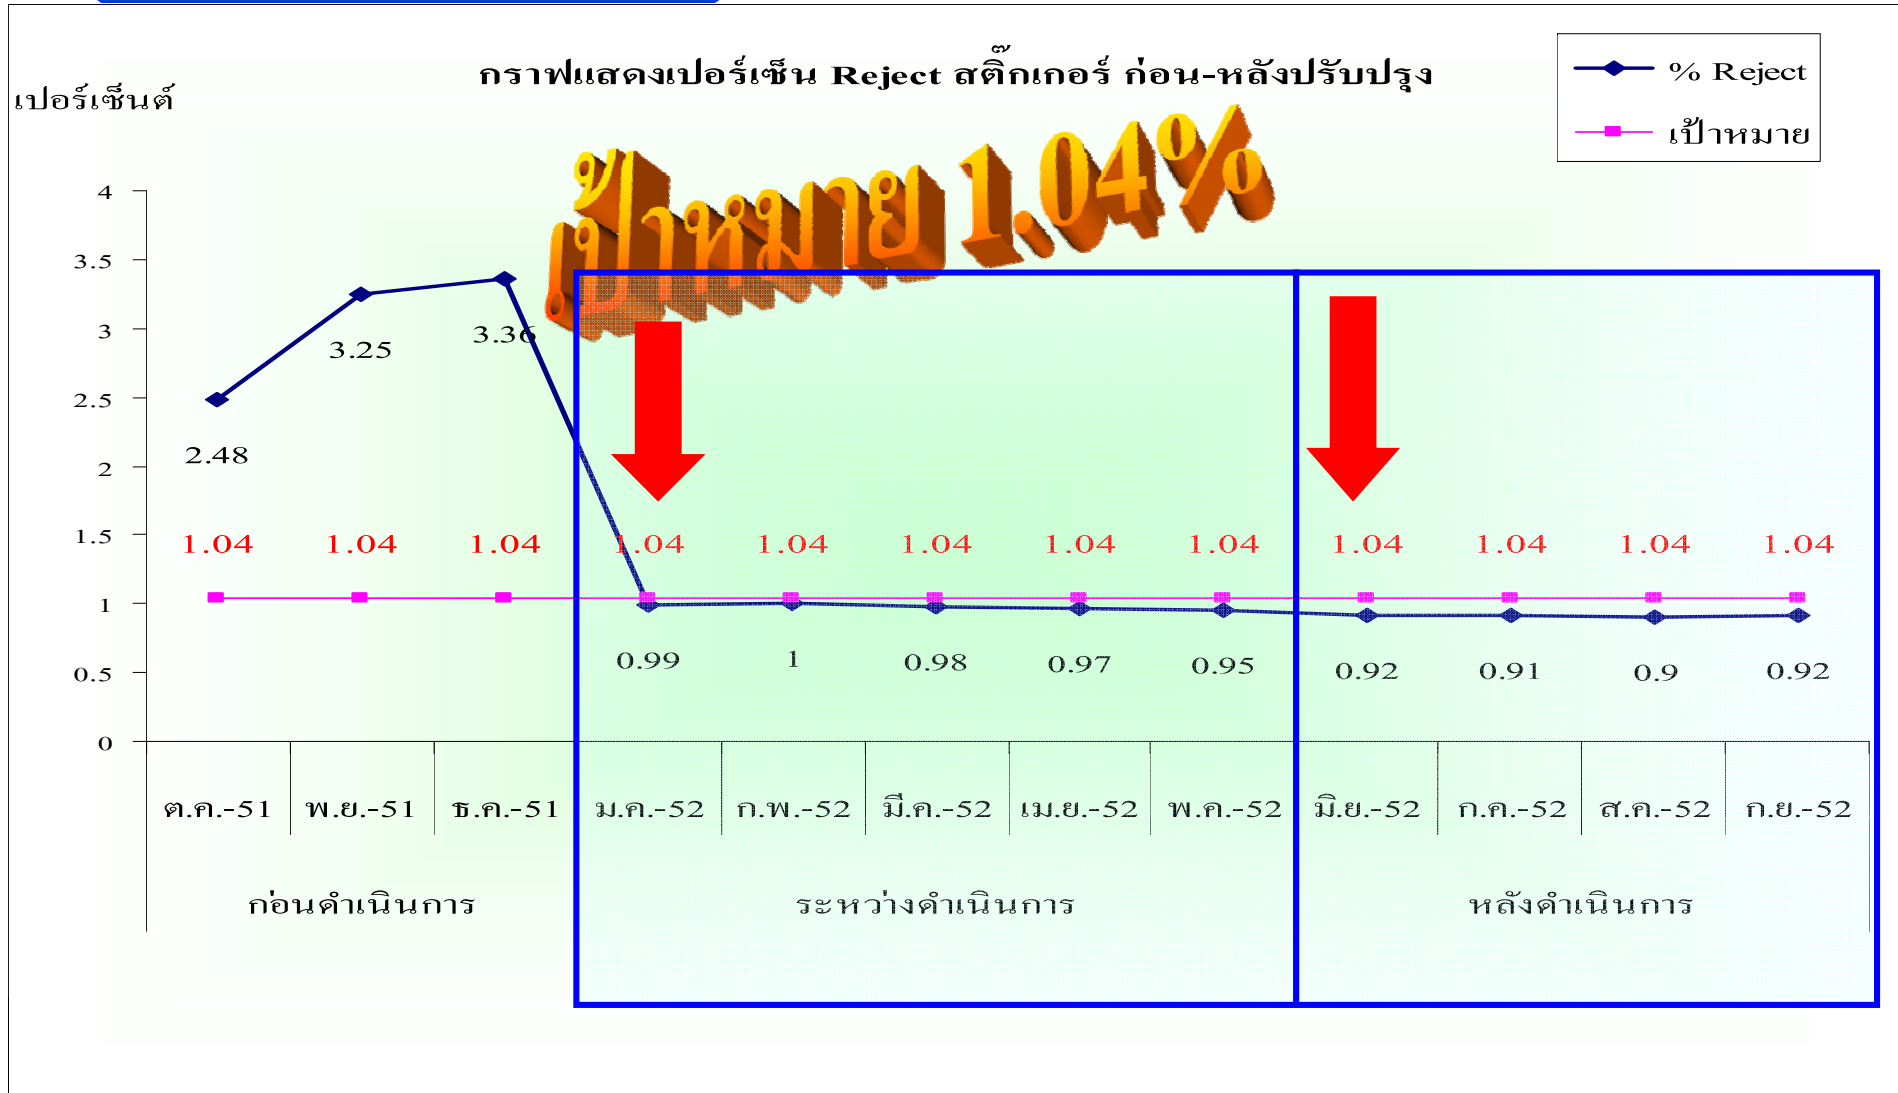 กราฟแสดงเปอร์เซ็น Reject สติ๊กเกอร์ ก่อน-หลังปรับปรุง
% Reject
เป้าหมาย
เปอร์เซ็นต์
เป้าหมาย 1.04%
4
3.5
3
2.5
2
1.5
1
0.5
0
2.48 3.25 3.36 0.99 1 0.98 0.97 0.95 0.92 0.91 0.9 0.92
1.04 1.04 1.04 1.04 1.04 1.04 1.04 1.04 1.04 1.04 1.04 1.04
ต.ค.-51 พ.ย.-51 ธ.ค.-51 ม.ค.-52 ก.พ.-52 มี.ค.-52 เม.ย.-52 พ.ค.-52 มิ.ย.-52 ก.ค.-52 ส.ค.-52 ก.ย.-52
ก่อนดำเนินการ ระหว่างดำเนินการ หลังดำเนินการ